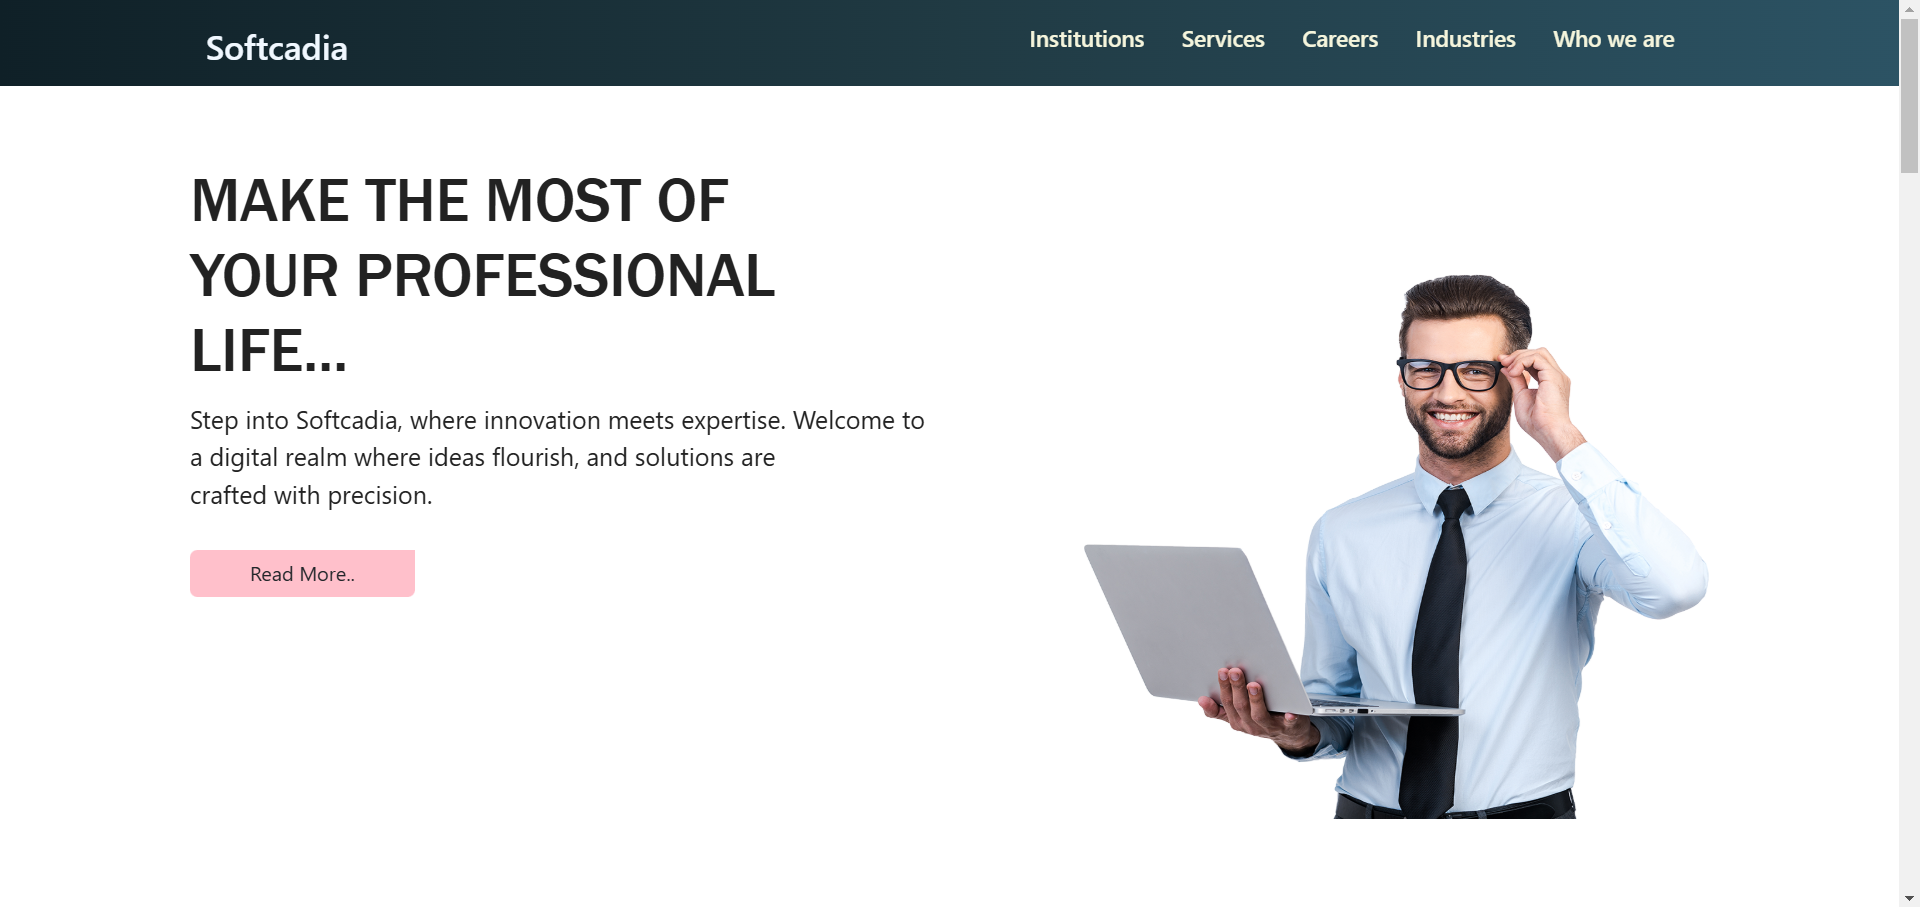 Softcadia
Institutions Services Careers Industries Who we are
MAKE THE MOST OF
YOUR PROFESSIONAL
LIFE...
Step into Softcadia, where innovation meets expertise. Welcome to
a digital realm where ideas flourish, and solutions are
crafted with precision.
Read More..